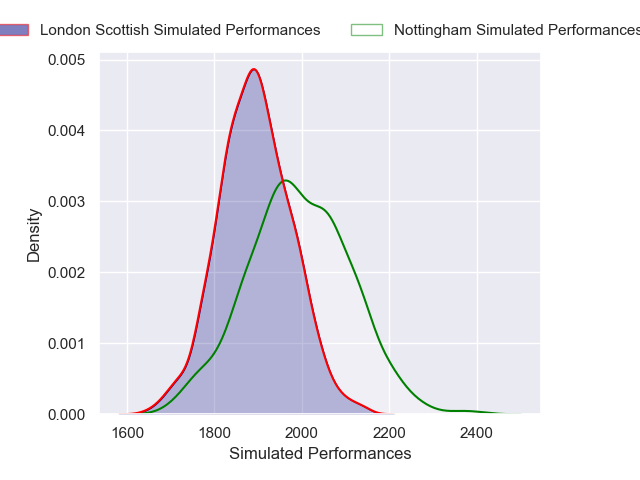 London Scottish Simulated Performances Nottingham Simulated Performances
0.005
0.004
0.003
0.002
0.001
0.000
Density
1600 1800 2000 2200 2400
Simulated Performances